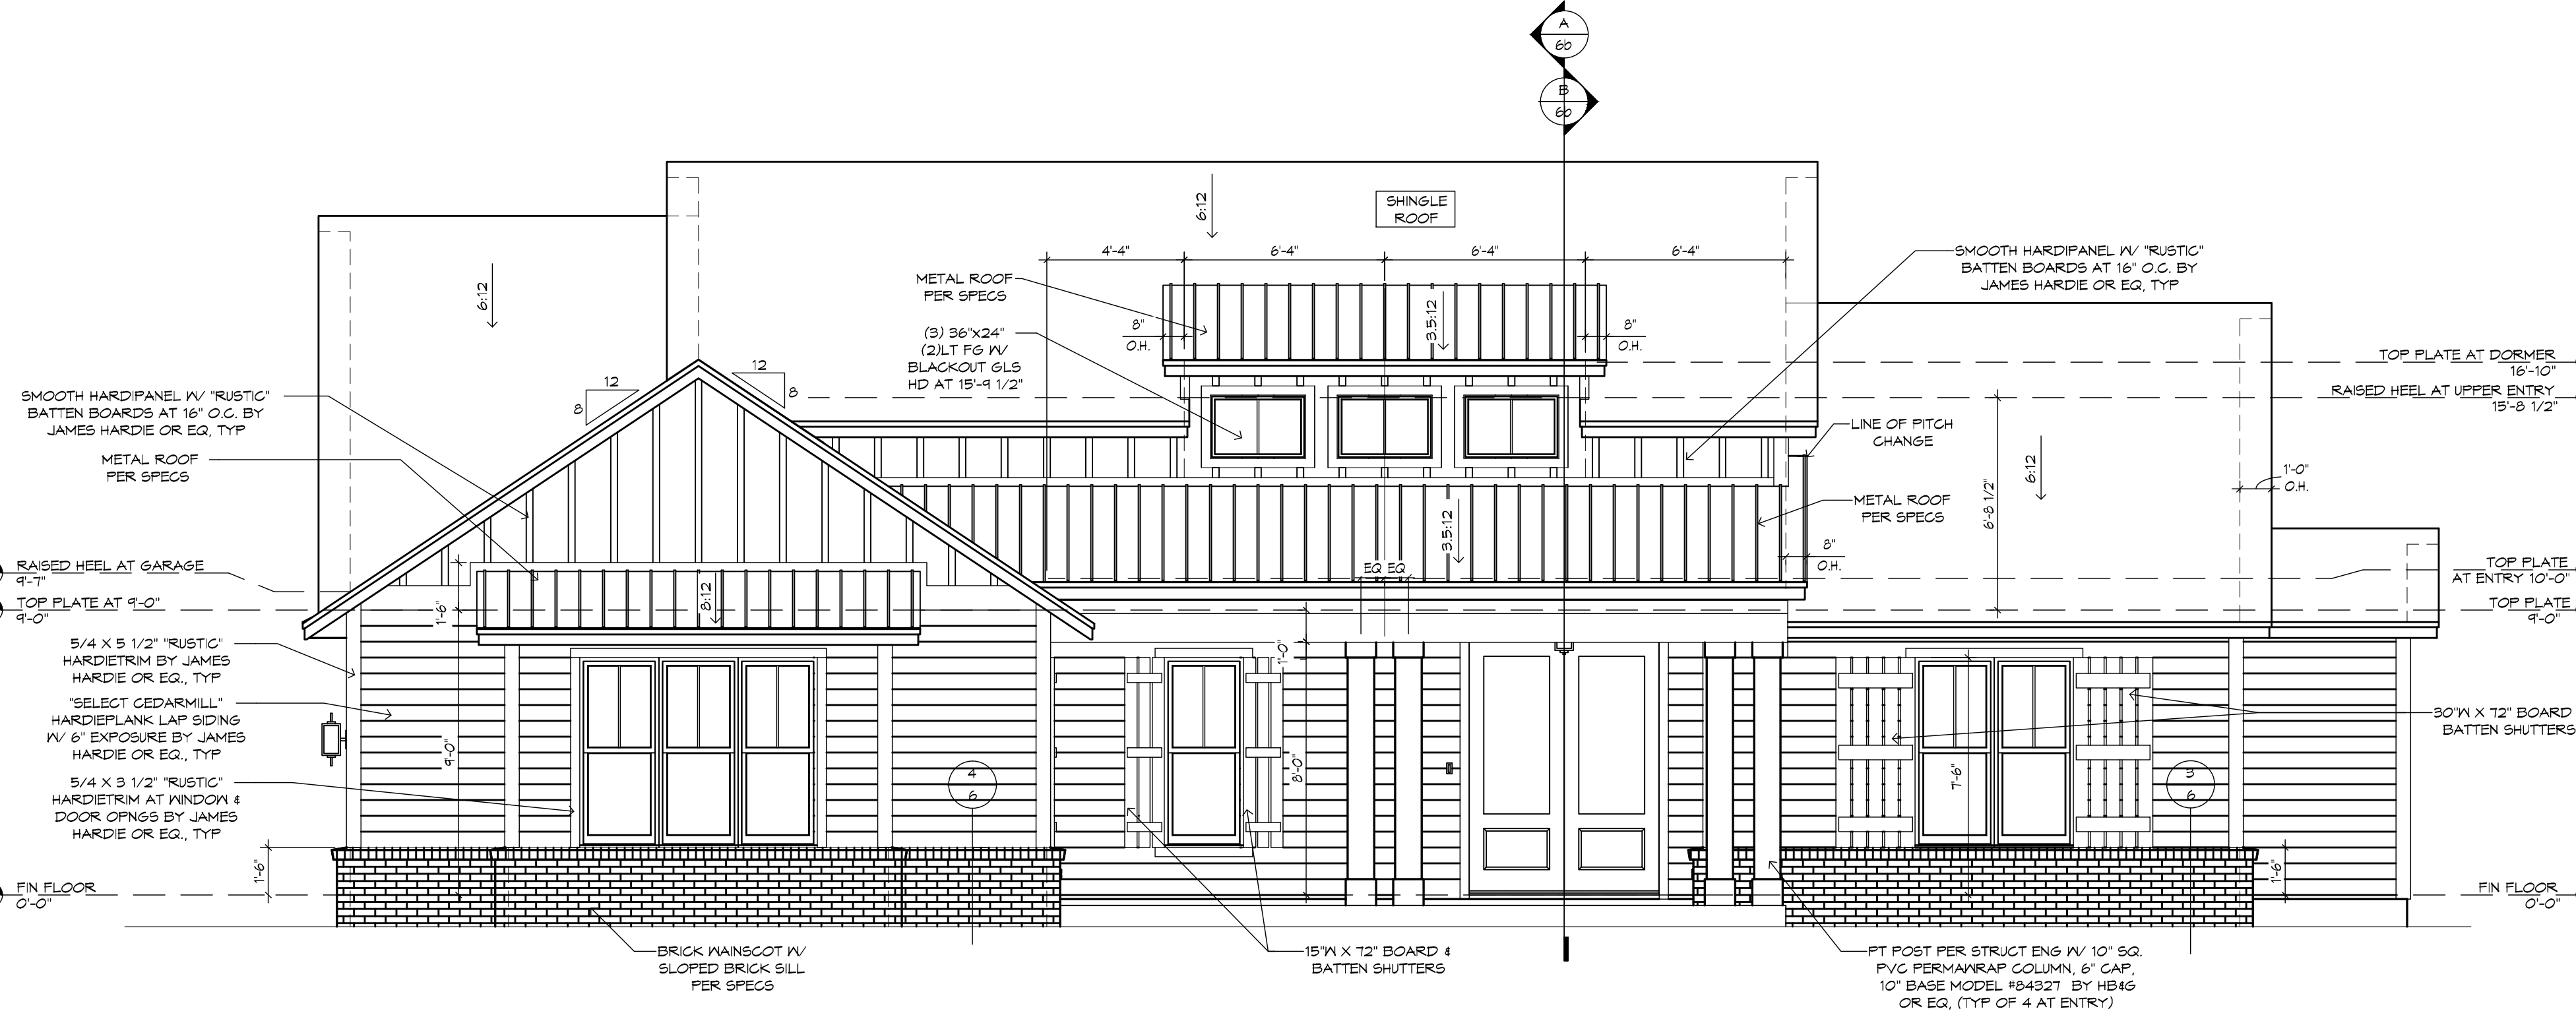 A
6b
B
6b
SHINGLE
ROOF
6:12
6:12
4'-4"
6'-4"
6'-4"
6'-4"
METAL ROOF
PER SPECS
SMOOTH HARDIPANEL W/ "RUSTIC"
BATTEN BOARDS AT 16" O.C. BY
JAMES HARDIE OR EQ, TYP
3.5:12
8"
O.H.
8"
O.H.
(3) 36"x24"
(2)LT FG W/
BLACKOUT GLS
HD AT 15'-9 1/2"
TOP PLATE AT DORMER
16'-10"
RAISED HEEL AT UPPER ENTRY
15'-8 1/2"
12
8
12
8
SMOOTH HARDIPANEL W/ "RUSTIC"
BATTEN BOARDS AT 16" O.C. BY
JAMES HARDIE OR EQ, TYP
METAL ROOF
PER SPECS
LINE OF PITCH
CHANGE
6:12
1'-0"
O.H.
METAL ROOF
PER SPECS
6'-8 1/2"
3.5:12
8"
O.H.
EQ EQ
RAISED HEEL AT GARAGE
9'-7"
TOP PLATE AT 9'-0"
9'-0"
8:12
1'-6"
TOP PLATE
AT ENTRY 10'-0"
TOP PLATE
9'-0"
5/4 X 5 1/2" "RUSTIC"
HARDIETRIM BY JAMES
HARDIE OR EQ., TYP
"SELECT CEDARMILL"
HARDIEPLANK LAP SIDING
W/ 6" EXPOSURE BY JAMES
HARDIE OR EQ., TYP
5/4 X 3 1/2" "RUSTIC"
HARDIETRIM AT WINDOW &
DOOR OPNGS BY JAMES
HARDIE OR EQ., TYP
9'-0"
4
6
1'-0"
8'-0"
7'-6"
3
6
30"W X 72" BOARD
BATTEN SHUTTERS
1'-6"
1'-6"
FIN FLOOR
0'-0"
FIN FLOOR
0'-0"
BRICK WAINSCOT W/
SLOPED BRICK SILL
PER SPECS
15"W X 72" BOARD &
BATTEN SHUTTERS
PT POST PER STRUCT ENG W/ 10" SQ.
PVC PERMAWRAP COLUMN, 6" CAP,
10" BASE MODEL #84327 BY HB&G
OR EQ, (TYP OF 4 AT ENTRY)